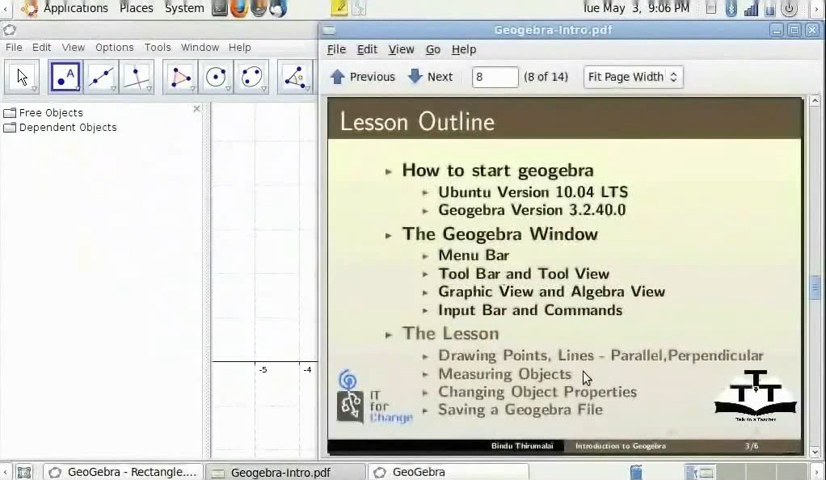 Applications Places System
Tue May 3, 9:06 PM
Geogebra-Intro.pdf
File Edit View Options Tools Window Help
File Edit View Go Help
Previous Next 8 (8 of 14) Fit Page Width
A
Free Objects
Dependent Objects
Lesson Outline
How to start geogebra
Ubuntu Version 10.04 LTS
Geogebra Version 3.2.40.0
The Geogebra Window
Menu Bar
Tool Bar and Tool View
Graphic View and Algebra View
Input Bar and Commands
The Lesson
Drawing Points, Lines - Parallel,Perpendicular
Measuring Objects
Changing Object Properties
Saving a Geogebra File
-5 -4
IT
for
Change
TTT
Talk to a Teacher
Bindu Thirumalai Introduction to Geogebra 3/6
GeoGebra - Rectangle.... Geogebra-Intro.pdf GeoGebra